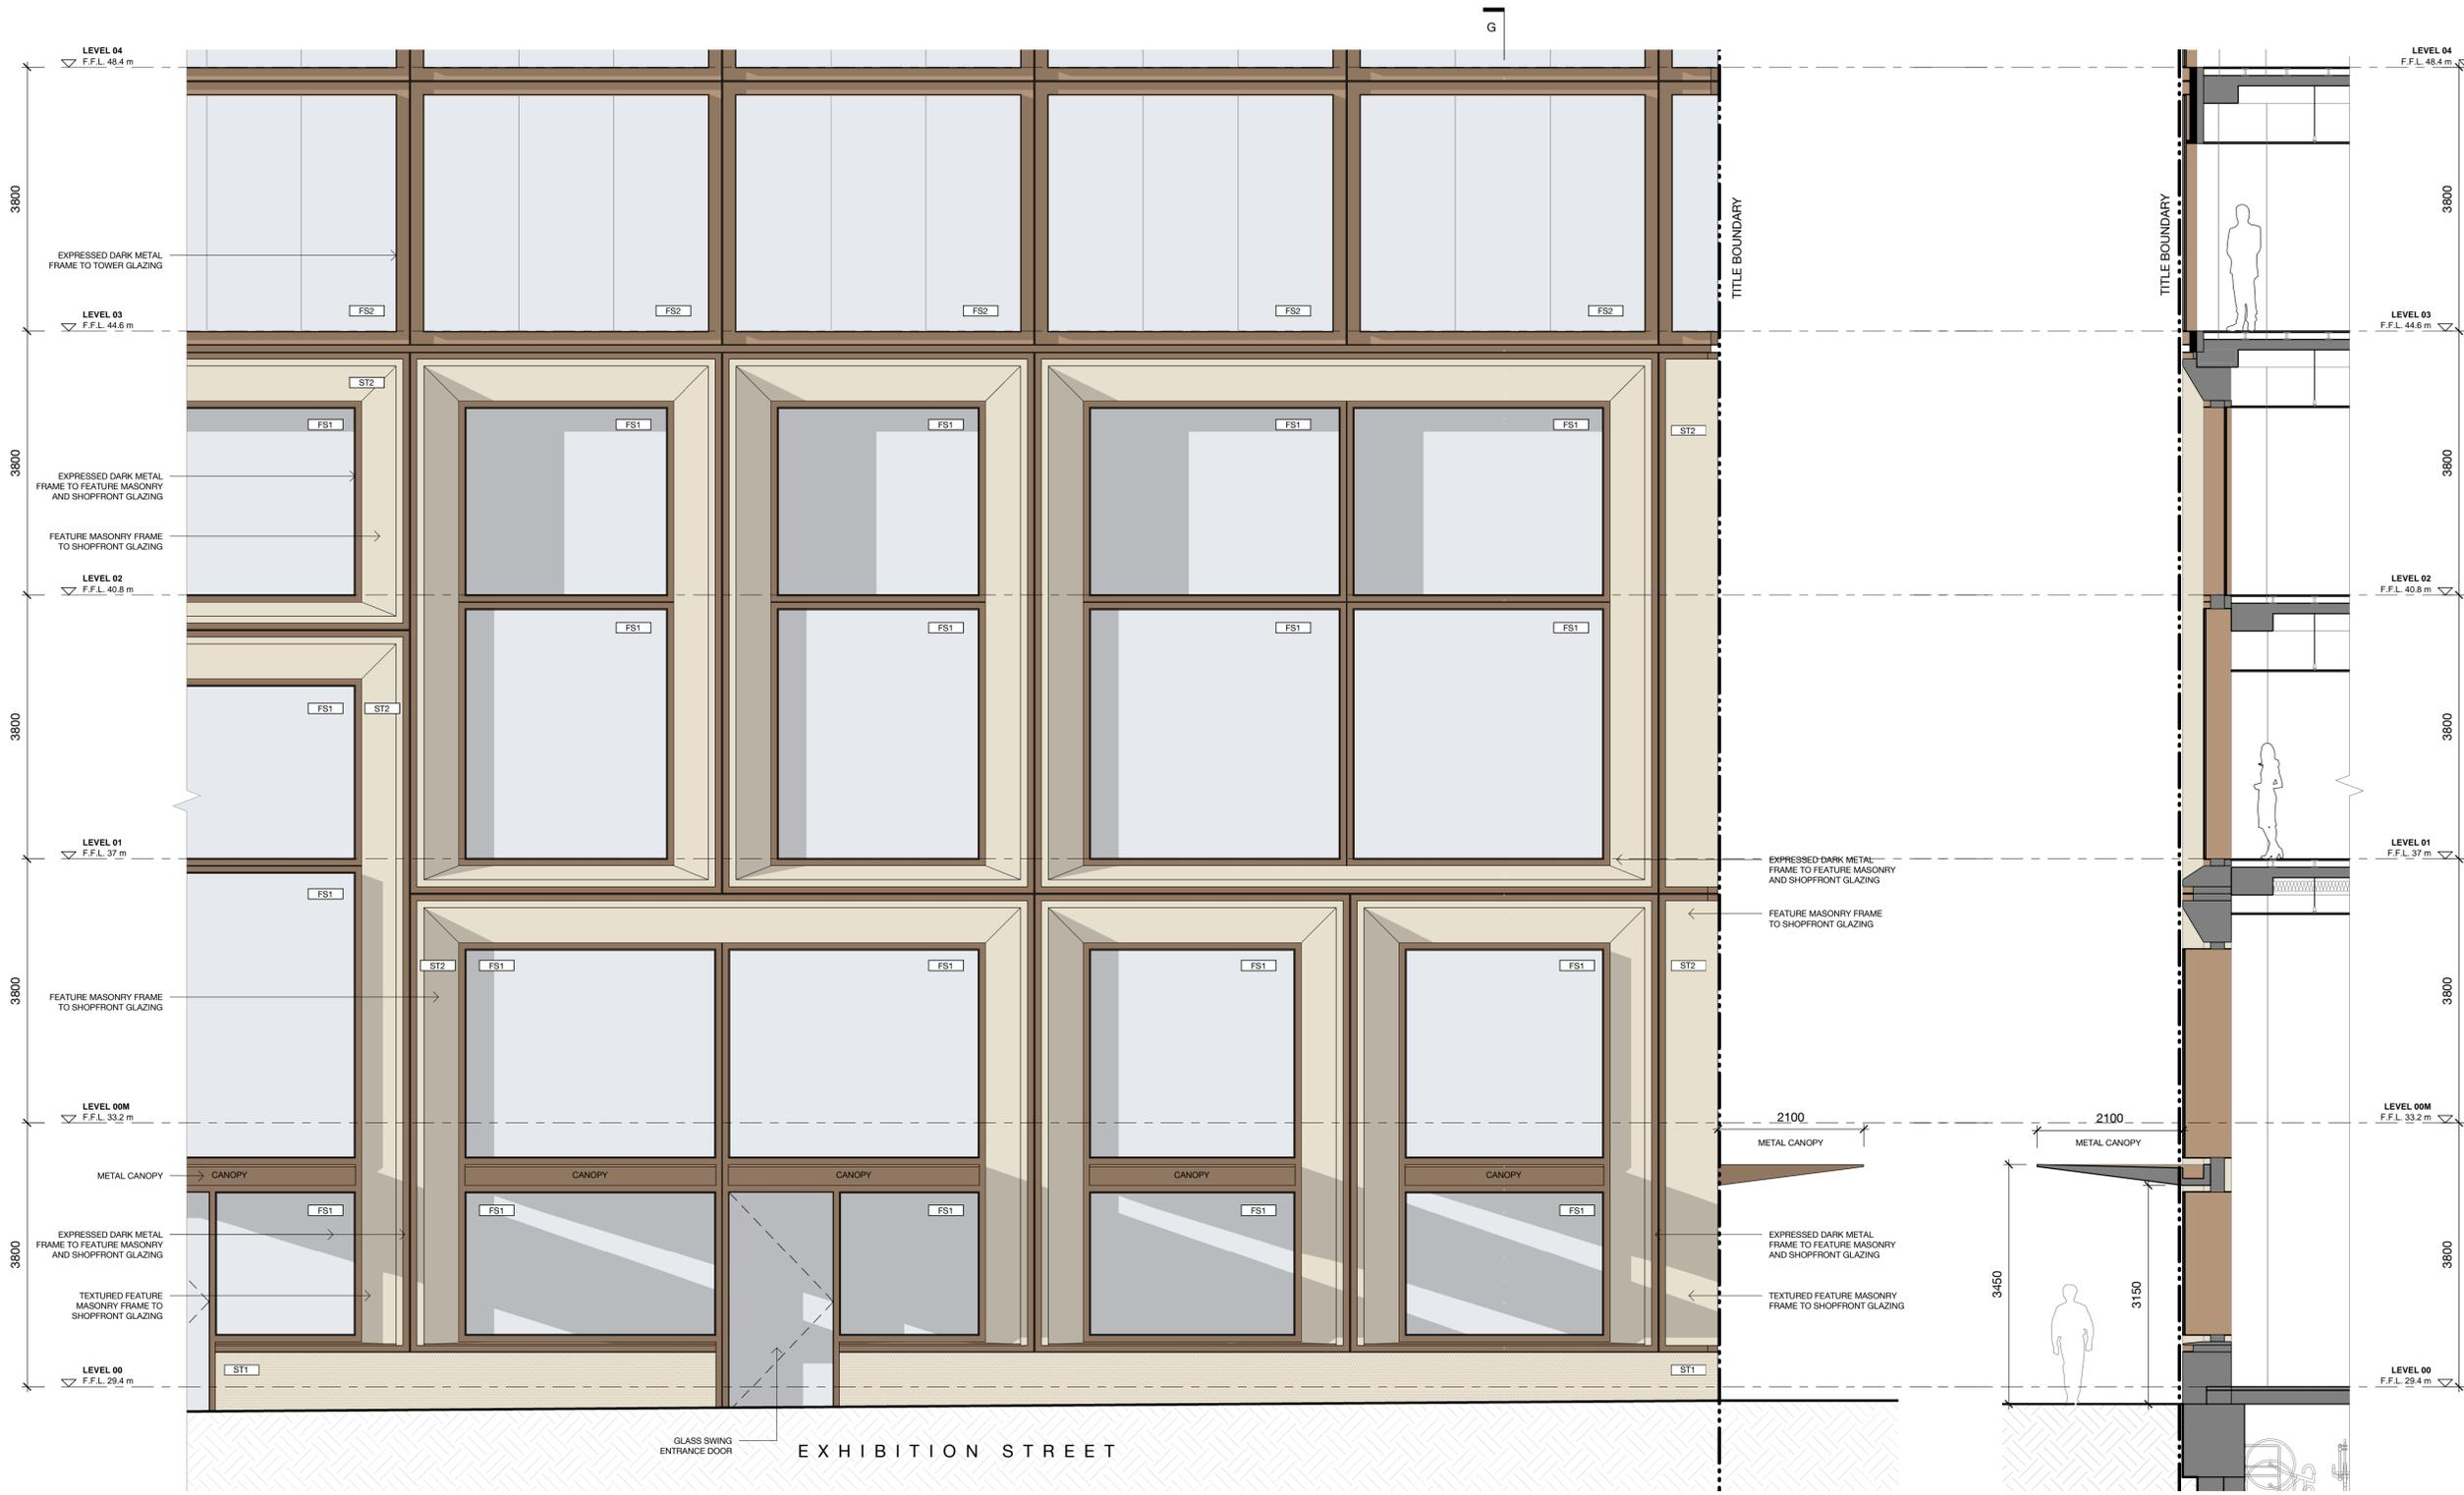 G
LEVEL 04
F.F.L. 48.4 m
LEVEL 04
F.F.L. 48.4 m
3800
3800
TITLE BOUNDARY
TITLE BOUNDARY
EXPRESSED DARK METAL
FRAME TO TOWER GLAZING
FS2
FS2
FS2
FS2
FS2
LEVEL 03
F.F.L. 44.6 m
LEVEL 03
F.F.L. 44.6 m
ST2
FS1
FS1
FS1
FS1
FS1
ST2
3800
3800
EXPRESSED DARK METAL
FRAME TO FEATURE MASONRY
AND SHOPFRONT GLAZING
FEATURE MASONRY FRAME
TO SHOPFRONT GLAZING
LEVEL 02
F.F.L. 40.8 m
LEVEL 02
F.F.L. 40.8 m
FS1
FS1
FS1
FS1
FS1
ST2
3800
3800
LEVEL 01
F.F.L. 37 m
LEVEL 01
F.F.L. 37 m
EXPRESSED DARK METAL
FRAME TO FEATURE MASONRY
AND SHOPFRONT GLAZING
FS1
FEATURE MASONRY FRAME
TO SHOPFRONT GLAZING
ST2
FS1
FS1
FS1
FS1
ST2
3800
3800
FEATURE MASONRY FRAME
TO SHOPFRONT GLAZING
LEVEL 00M
F.F.L. 33.2 m
LEVEL 00M
F.F.L. 33.2 m
2100
2100
METAL CANOPY
METAL CANOPY
METAL CANOPY
CANOPY
CANOPY
CANOPY
CANOPY
CANOPY
FS1
FS1
FS1
FS1
FS1
EXPRESSED DARK METAL
FRAME TO FEATURE MASONRY
AND SHOPFRONT GLAZING
EXPRESSED DARK METAL
FRAME TO FEATURE MASONRY
AND SHOPFRONT GLAZING
3800
3450
3150
3800
TEXTURED FEATURE
MASONRY FRAME TO
SHOPFRONT GLAZING
TEXTURED FEATURE MASONRY
FRAME TO SHOPFRONT GLAZING
LEVEL 00
F.F.L. 29.4 m
ST1
ST1
LEVEL 00
F.F.L. 29.4 m
GLASS SWING
ENTRANCE DOOR
EXHIBITION STREET